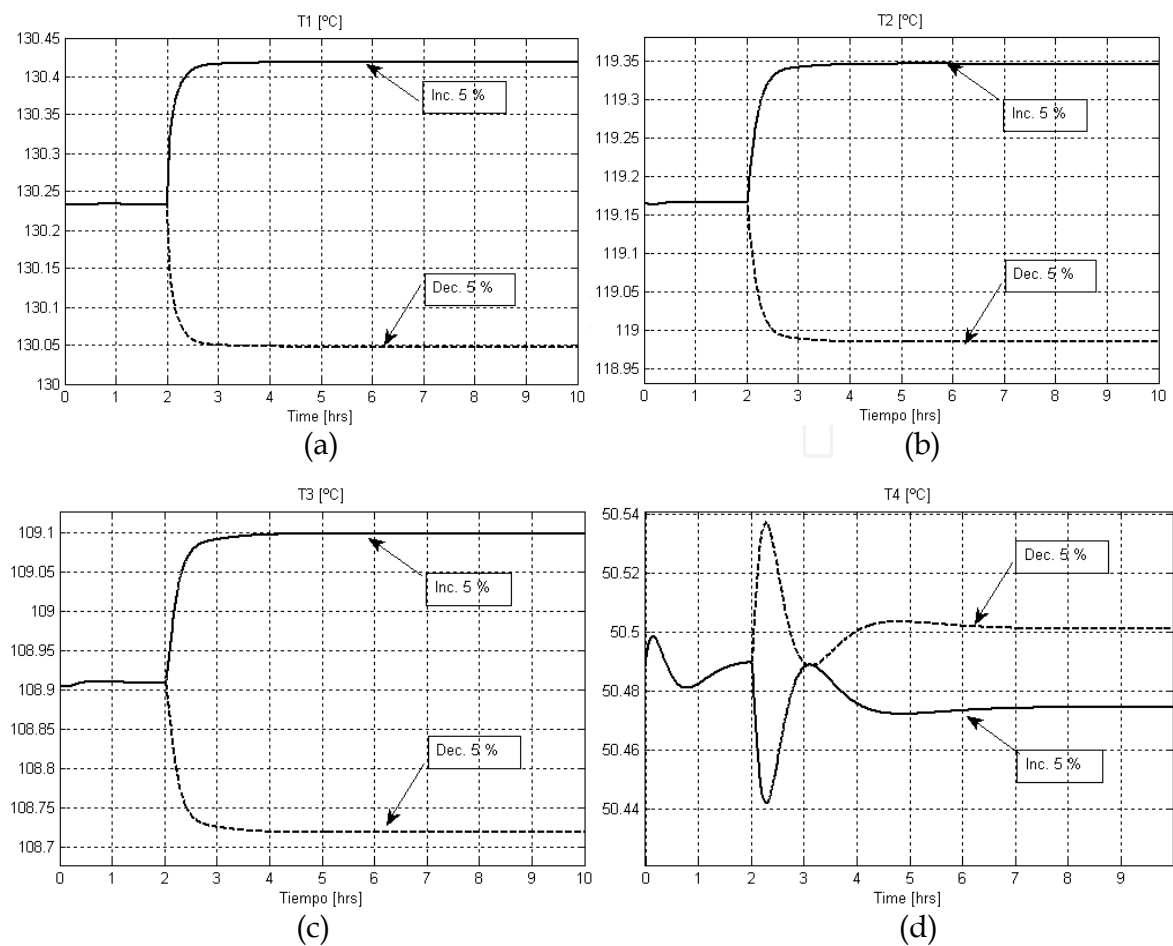 T1 [ºC]
130.45
130.4
130.35
130.3
130.25
130.2
130.15
130.1
130.05
130
Inc. 5 %
Dec. 5 %
0 1 2 3 4 5 6 7 8 9 10
Time [hrs]
(a)
T2 [ºC]
119.35
119.3
119.25
119.2
119.15
119.1
119.05
119
118.95
Inc. 5 %
Dec. 5 %
0 1 2 3 4 5 6 7 8 9 10
Tiempo [hrs]
(b)
T3 [ºC]
109.1
109.05
109
108.95
108.9
108.85
108.8
108.75
108.7
Inc. 5 %
Dec. 5 %
0 1 2 3 4 5 6 7 8 9 10
Tiempo [hrs]
(c)
T4 [ºC]
50.54
50.52
50.5
50.48
50.46
50.44
Dec. 5 %
Inc. 5 %
0 1 2 3 4 5 6 7 8 9
Time [hrs]
(d)